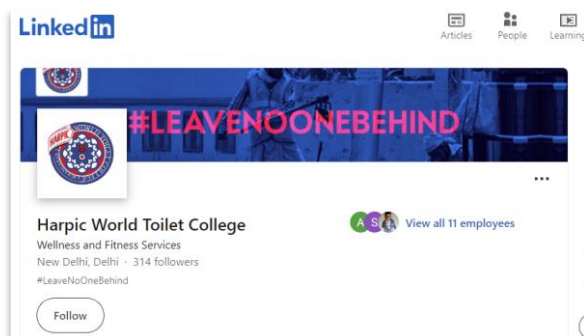 LinkedIn
Articles
People
Learning
#LEAVENOONEBEHIND
HARPIC
...
Harpic World Toilet College
A S
View all 11 employees
Wellness and Fitness Services
New Delhi, Delhi · 314 followers
#LeaveNoOneBehind
Follow